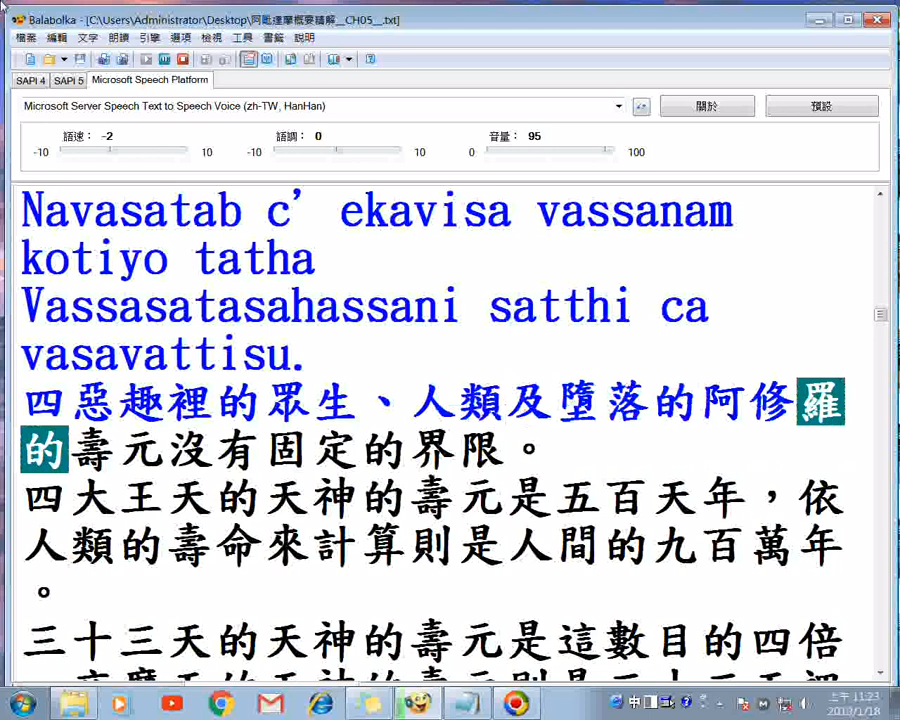 Balabolka - [C:\Users\Administrator\Desktop\阿毗達摩概要精解__CH05__.txt]
檔案 編輯 文字 朗讀 引擎 選項 檢視 工具 書籤 說明
SAPI 4 SAPI 5 Microsoft Speech Platform
Microsoft Server Speech Text to Speech Voice (zh-TW, HanHan) 關於 預設
語速： -2 語調： 0 音量： 95
-10 10 -10 10 0 100
Navasatab c’ ekavisa vassanam
kotiyo tatha
Vassasatasahassani satthi ca
vasavattisu.
四惡趣裡的眾生、人類及墮落的阿修羅
的壽元沒有固定的界限。
四大王天的天神的壽元是五百天年，依
人類的壽命來計算則是人間的九百萬年
。
三十三天的天神的壽元是這數目的四倍
中
上午 11:23
2018/1/18